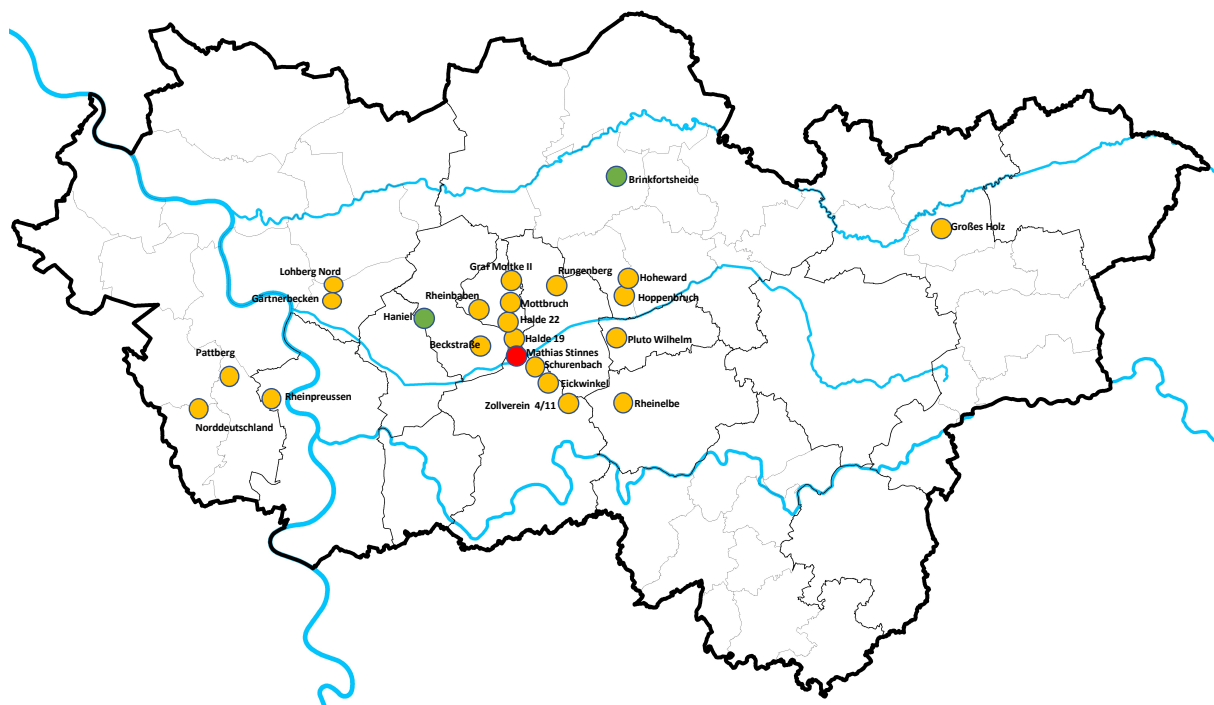 Brinkfortsheide
Großes Holz
Lohberg Nord
Graf Moltke II
Rungenberg
Hoheward
Gärtnerbecken
Rheinbaben
Mottbruch
Hoppenbruch
Haniel
Halde 22
Beckstraße
Halde 19
Pluto Wilhelm
Pattberg
Mathias Stinnes
Schurenbach
Eickwinkel
Rheinpreussen
Zollverein 4/11
Rheinelbe
Norddeutschland